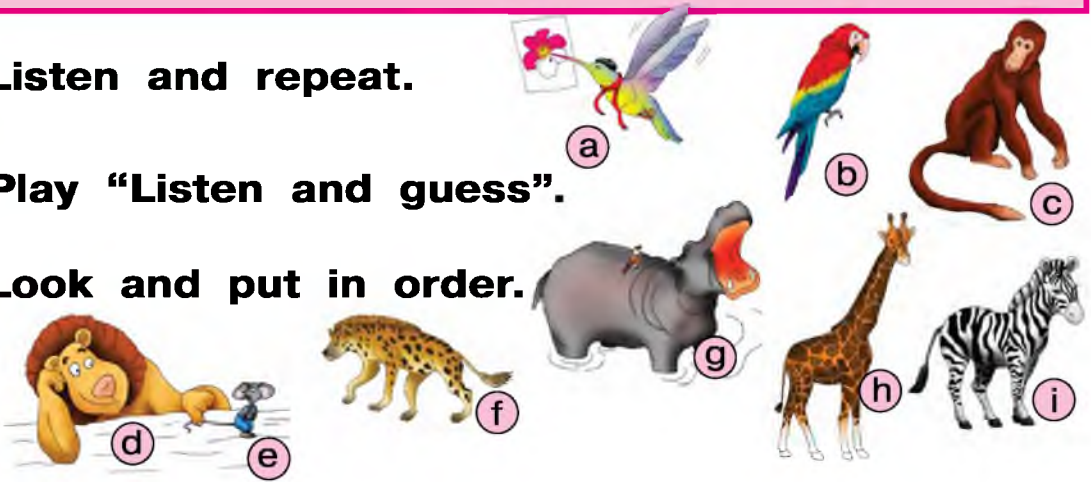 Listen and repeat.
Play “Listen and guess”.
Look and put in order.
a
b
c
d
e
f
g
h
i